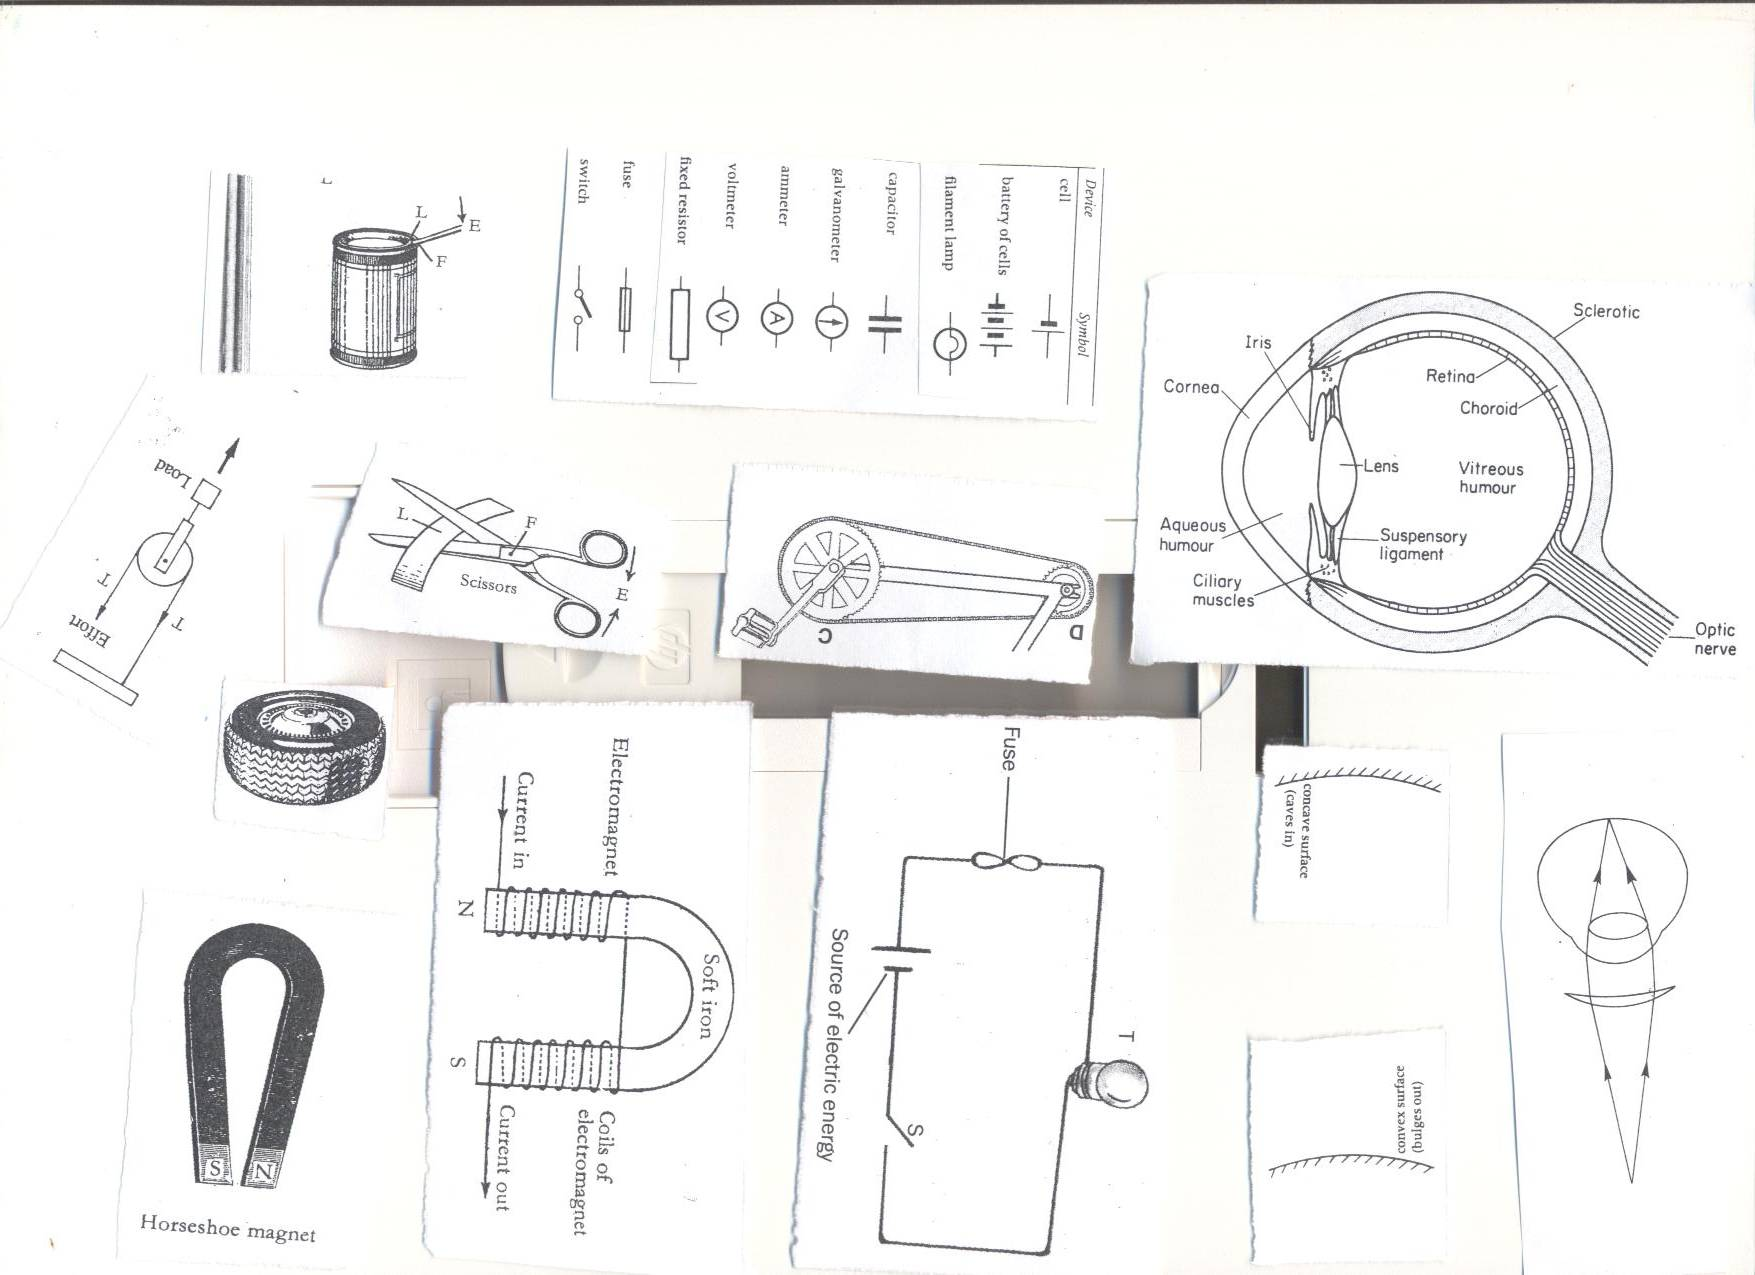 L
L
E
F
Device
Symbol
cell
battery of cells
filament lamp
capacitor
galvanometer
ammeter
A
voltmeter
V
fixed resistor
fuse
switch
Sclerotic
Iris
Cornea
Retina
Choroid
Lens
Vitreous
humour
Aqueous
humour
Suspensory
ligament
Ciliary
muscles
Optic
nerve
Load
T
T
Effort
L
F
Scissors
E
C
D
hp
Electromagnet
Current in
N
Soft iron
S
Coils of
electromagnet
Current out
Fuse
T
Source of electric energy
S
concave surface
(caves in)
convex surface
(bulges out)
S
N
Horseshoe magnet